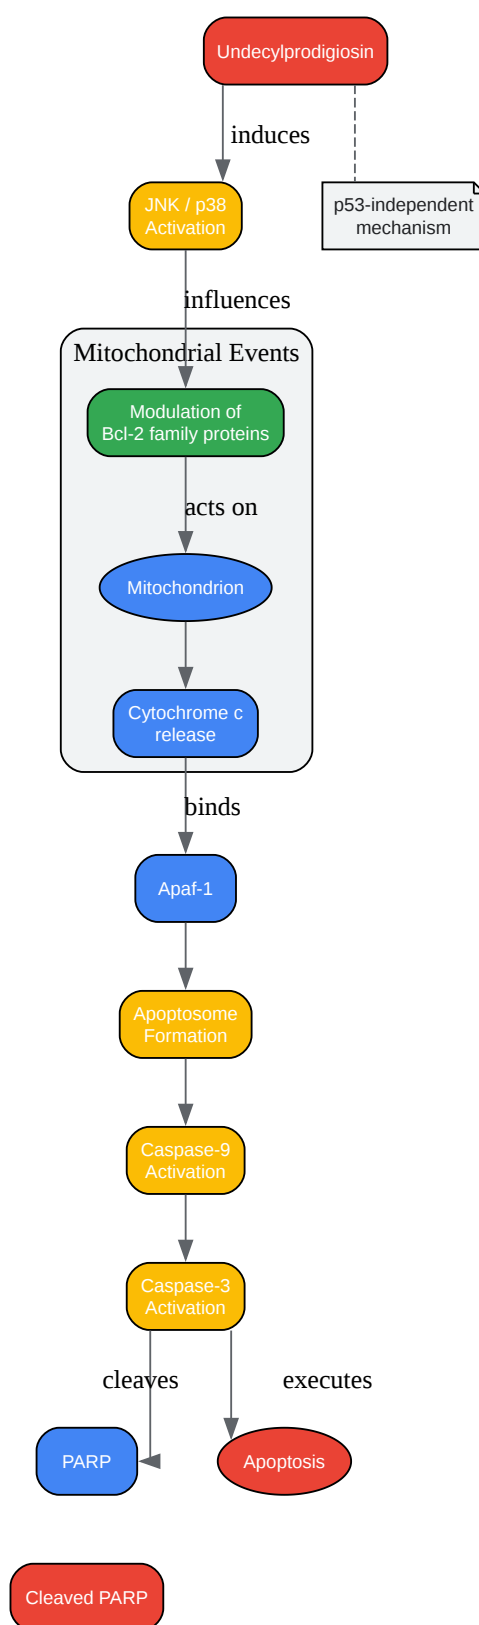 Undecylprodigiosin
induces
JNK / p38
Activation
p53-independent
mechanism
influences
Mitochondrial Events
Modulation of
Bcl-2 family proteins
acts on
Mitochondrion
Cytochrome c
release
binds
Apaf-1
Apoptosome
Formation
Caspase-9
Activation
Caspase-3
Activation
cleaves
executes
PARP
Apoptosis
Cleaved PARP